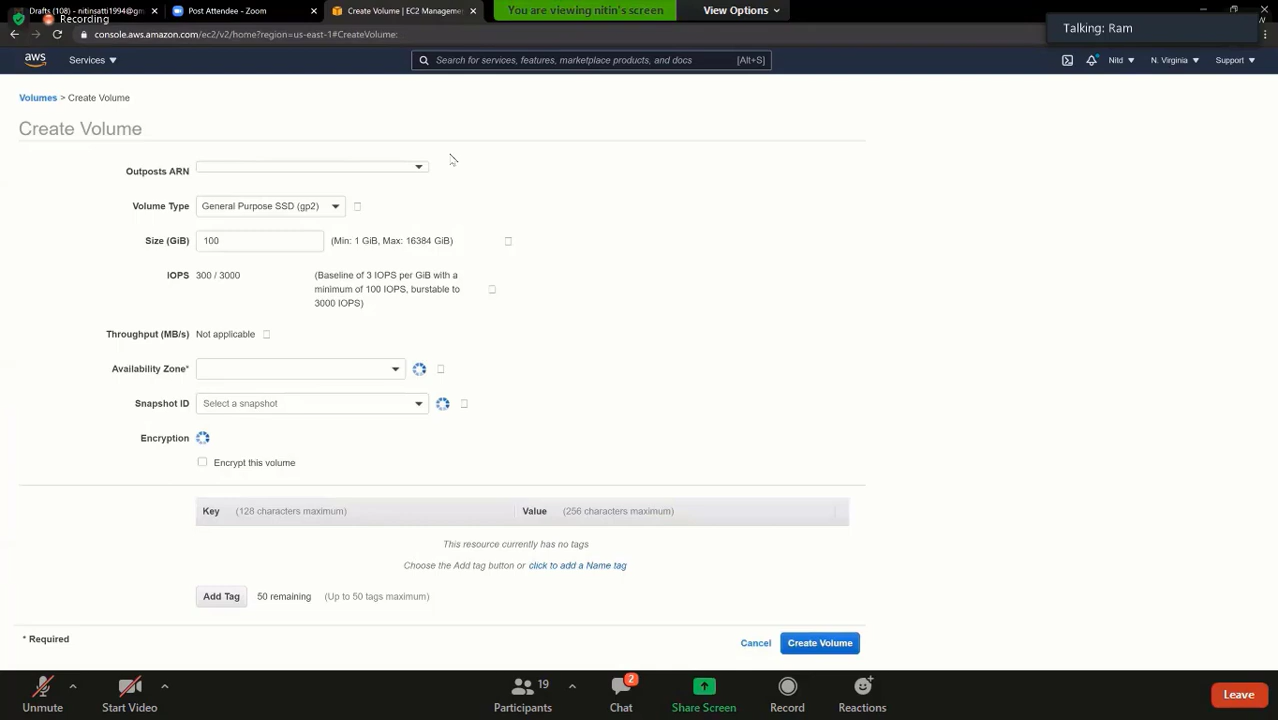 Drafts (108) - nitinsatti1994@gm
Post Attendee - Zoom
Create Volume | EC2 Managemer
You are viewing nitin's screen
View Options
Recording
Talking: Ram
console.aws.amazon.com/ec2/v2/home?region=us-east-1#CreateVolume:
aws
Services
Search for services, features, marketplace products, and docs
[Alt+S]
Nitd
N. Virginia
Support
Volumes > Create Volume
Create Volume
Outposts ARN
Volume Type
General Purpose SSD (gp2)
Size (GiB)
100
(Min: 1 GiB, Max: 16384 GiB)
IOPS
300 / 3000
(Baseline of 3 IOPS per GiB with a
minimum of 100 IOPS, burstable to
3000 IOPS)
Throughput (MB/s)
Not applicable
Availability Zone*
Snapshot ID
Select a snapshot
Encryption
Encrypt this volume
Key (128 characters maximum)
Value (256 characters maximum)
This resource currently has no tags
Choose the Add tag button or click to add a Name tag
Add Tag
50 remaining
(Up to 50 tags maximum)
* Required
Cancel
Create Volume
Unmute
Start Video
19
Participants
2
Chat
Share Screen
Record
Reactions
Leave